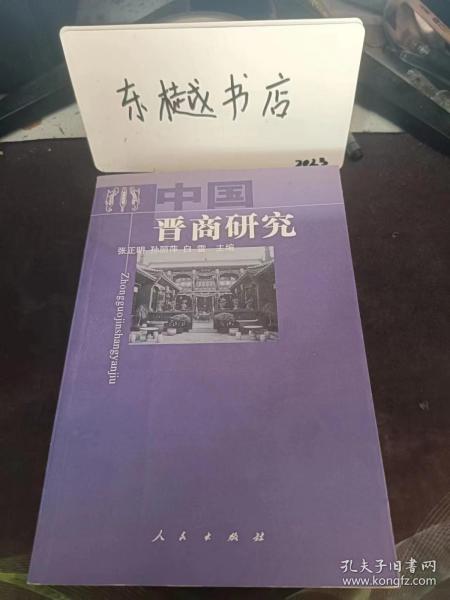 东樾书店
2023
中国
晋商研究
张正明 孙丽萍 白雷 主编
Zhongguojinshangyanjiu
人民出版社
孔夫子旧书网
www.kongfz.com